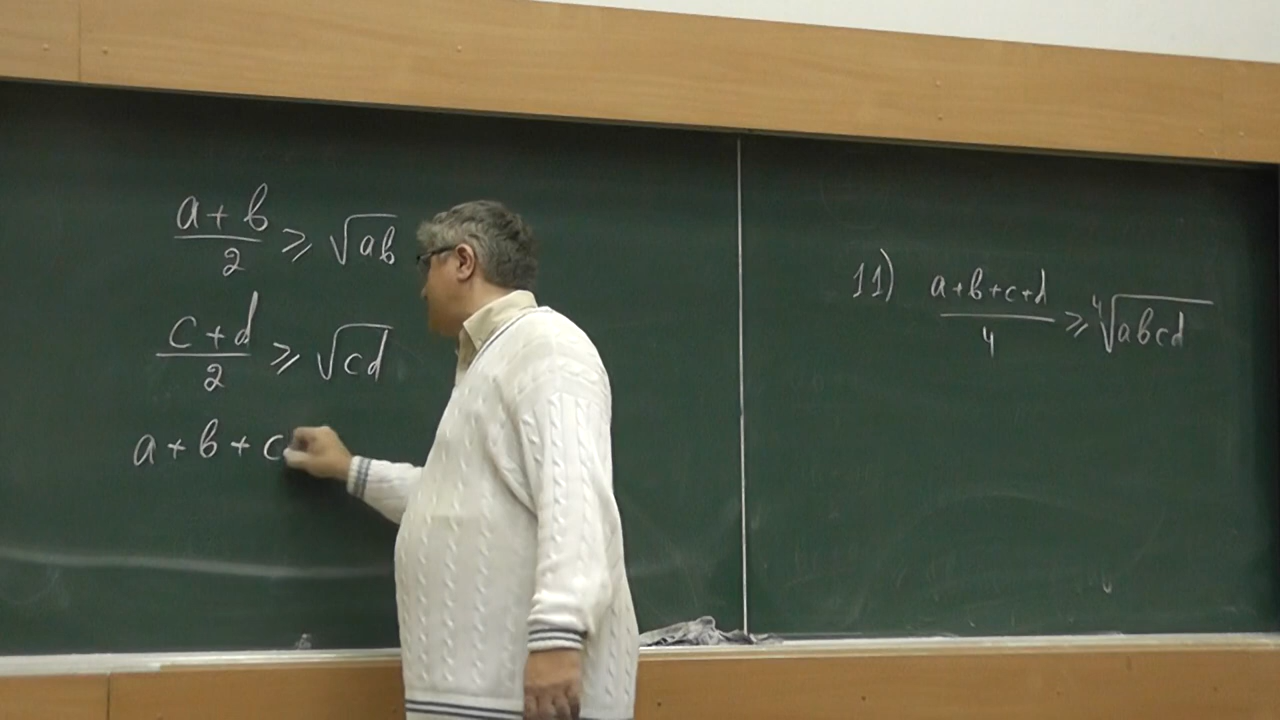 a+b/2 ⩾ √ab
c+d/2 ⩾ √cd
a+b+c
11) a+b+c+d/4 ⩾ ⁴√abcd